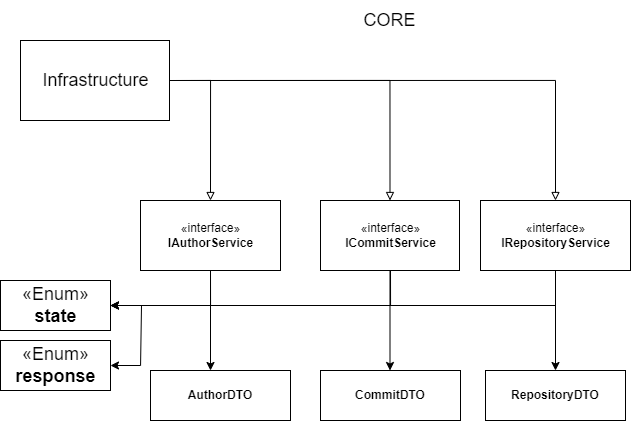 CORE
Infrastructure
«interface»
IAuthorService
«interface»
ICommitService
«interface»
IRepositoryService
«Enum»
state
«Enum»
response
AuthorDTO
CommitDTO
RepositoryDTO